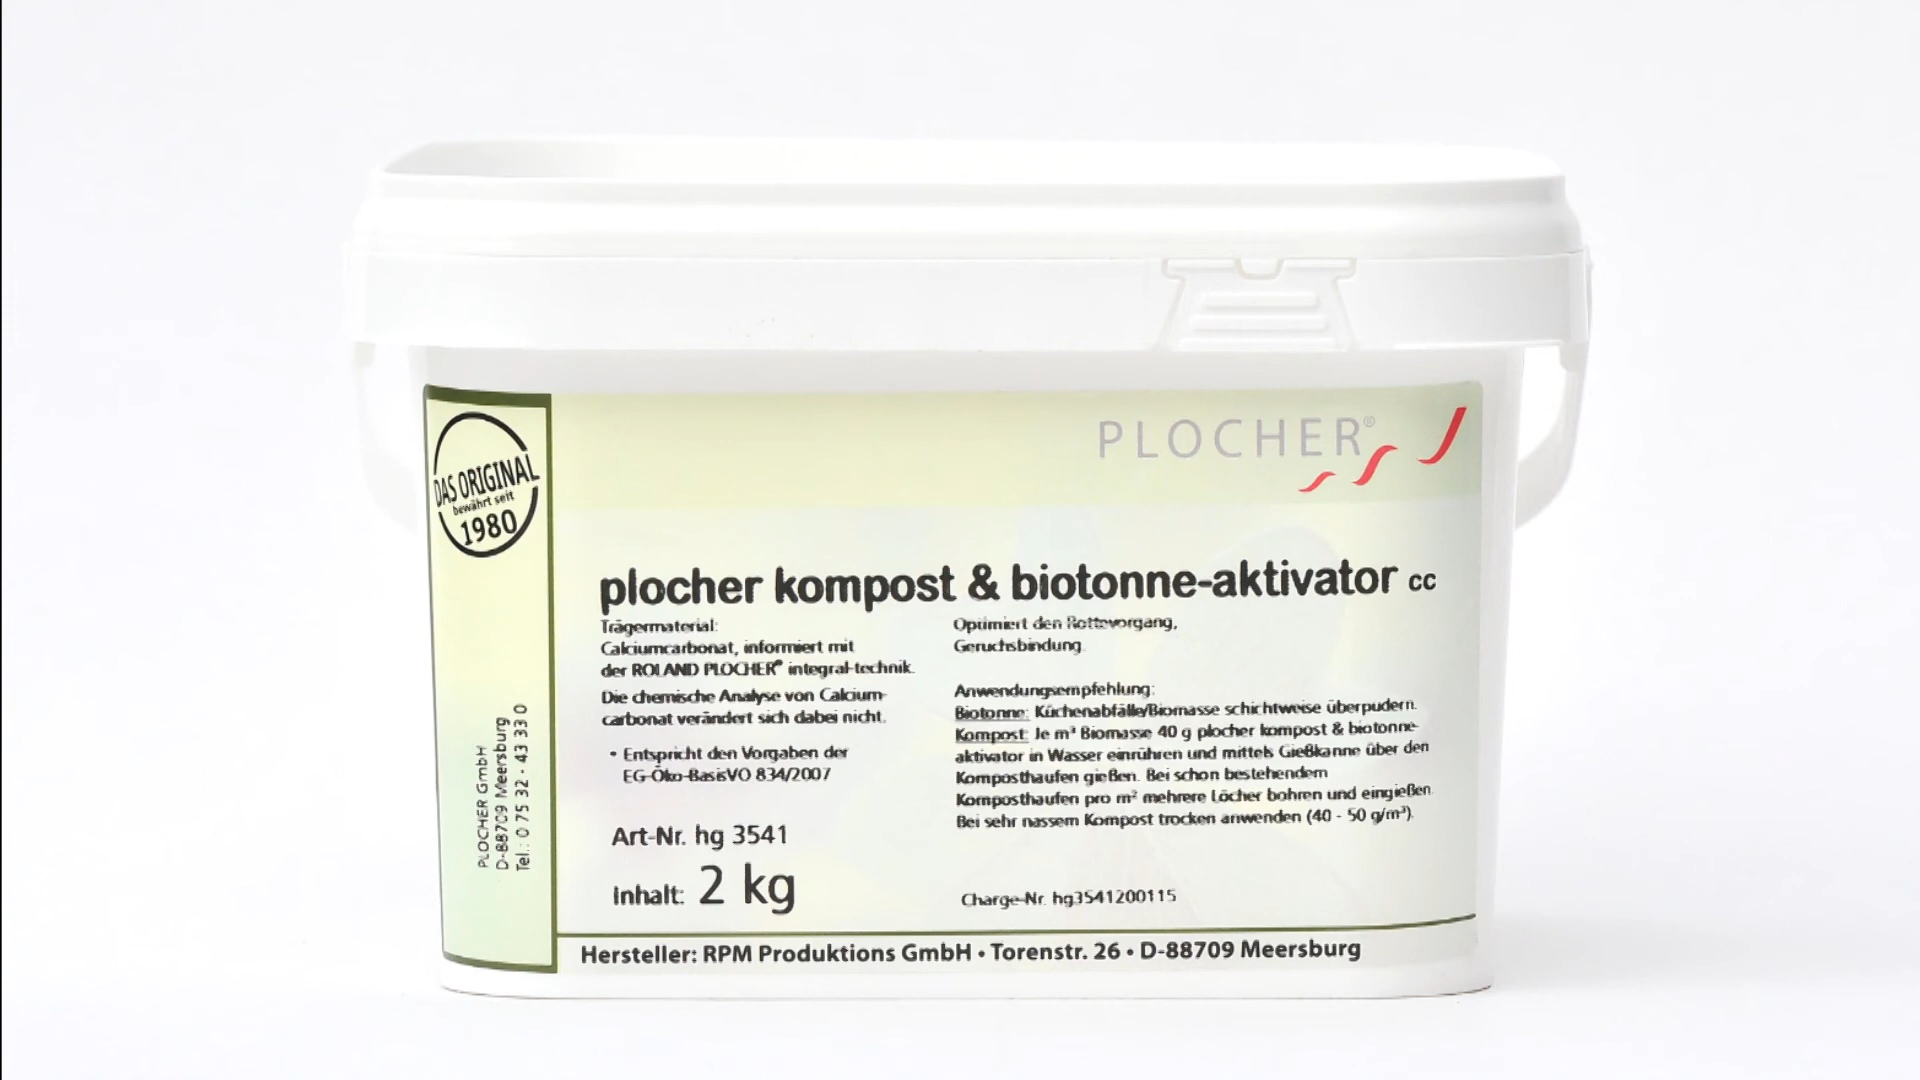 DAS ORIGINAL
bewährt seit
1980
PLOCHER GmbH
D-88709 Meersburg
Tel.: 0 75 32 - 43 33 0
PLOCHER®
plocher kompost & biotonne-aktivator cc
Trägermaterial:
Calciumcarbonat, informiert mit
der ROLAND PLOCHER® integral-technik.
Die chemische Analyse von Calcium-
carbonat verändert sich dabei nicht.
• Entspricht den Vorgaben der
EG-Öko-BasisVO 834/2007
Art-Nr. hg 3541
Inhalt: 2 kg
Optimiert den Rottevorgang,
Geruchsbindung.
Anwendungsempfehlung:
Biotonne: Küchenabfälle/Biomasse schichtweise überpudern.
Kompost: Je m³ Biomasse 40 g plocher kompost & biotonne-
aktivator in Wasser einrühren und mittels Gießkanne über den
Komposthaufen gießen. Bei schon bestehendem
Komposthaufen pro m² mehrere Löcher bohren und eingießen.
Bei sehr nassem Kompost trocken anwenden (40 - 50 g/m³).
Charge-Nr. hg3541200115
Hersteller: RPM Produktions GmbH • Torenstr. 26 • D-88709 Meersburg